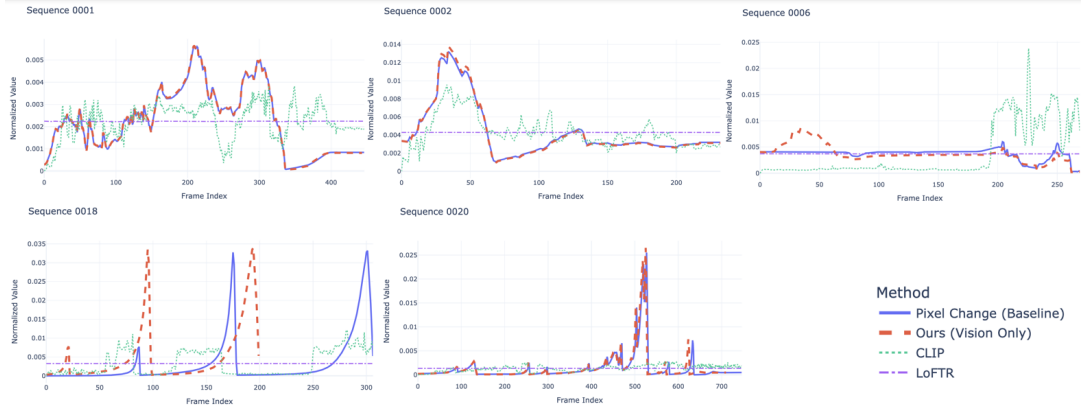 Sequence 0001
Normalized Value
0.005
0.004
0.003
0.002
0.001
0
0 100 200 300 400
Frame Index
Sequence 0002
Normalized Value
0.014
0.012
0.01
0.008
0.006
0.004
0.002
0
0 50 100 150 200
Frame Index
Sequence 0006
Normalized Value
0.025
0.02
0.015
0.01
0.005
0
0 50 100 150 200 250
Frame Index
Sequence 0018
Normalized Value
0.035
0.03
0.025
0.02
0.015
0.01
0.005
0
0 50 100 150 200 250 300
Frame Index
Sequence 0020
Normalized Value
0.025
0.02
0.015
0.01
0.005
0
0 100 200 300 400 500 600 700
Frame Index
Method
Pixel Change (Baseline)
Ours (Vision Only)
CLIP
LoFTR